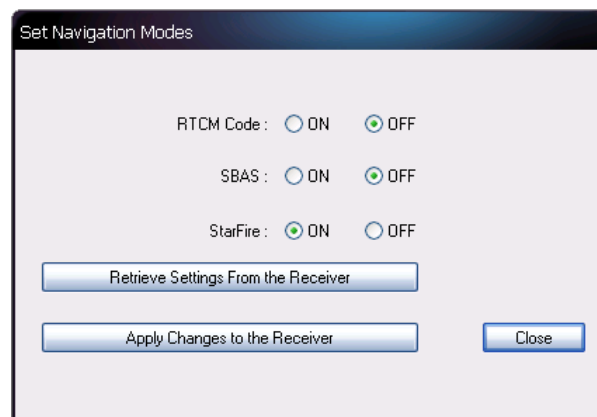 Set Navigation Modes
RTCM Code : ON OFF
SBAS : ON OFF
StarFire : ON OFF
Retrieve Settings From the Receiver
Apply Changes to the Receiver Close